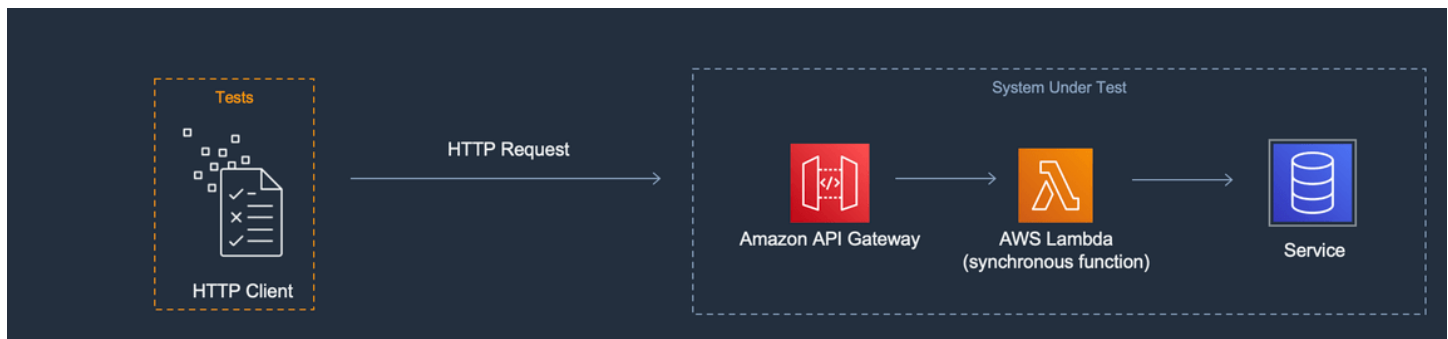 Tests
HTTP Client
HTTP Request
System Under Test
Amazon API Gateway
AWS Lambda
(synchronous function)
Service